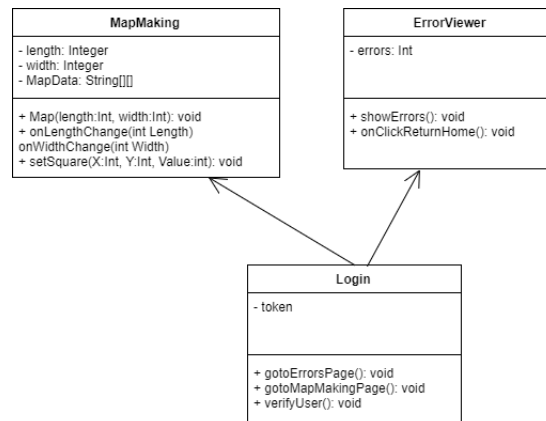 MapMaking
- length: Integer
- width: Integer
- MapData: String[][]
+ Map(length:Int, width:Int): void
+ onLengthChange(int Length)
onWidthChange(int Width)
+ setSquare(X:Int, Y:Int, Value:int): void
ErrorViewer
- errors: Int
+ showErrors(): void
+ onClickReturnHome(): void
Login
- token
+ gotoErrorsPage(): void
+ gotoMapMakingPage(): void
+ verifyUser(): void